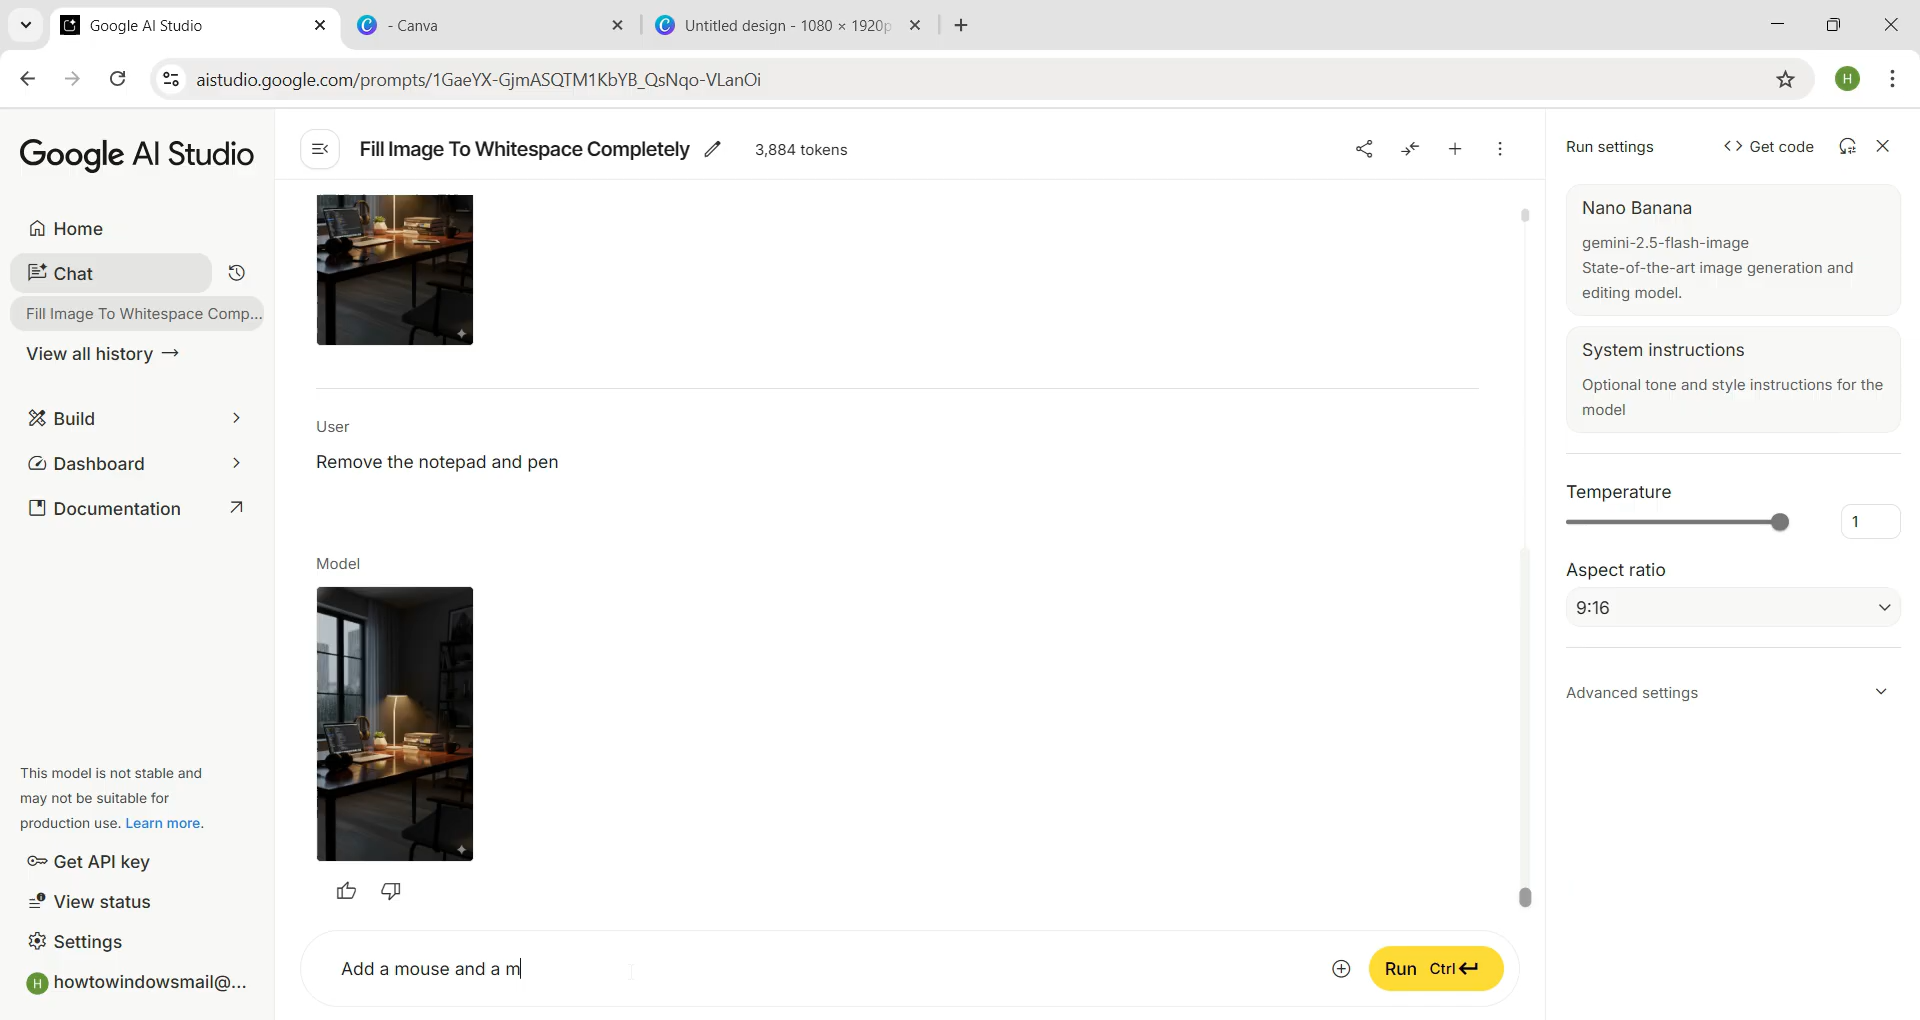 Google AI Studio
- Canva
Untitled design - 1080 × 1920p
aistudio.google.com/prompts/1GaeYX-GjmASQTM1KbYB_QsNqo-VLanOi
H
Google AI Studio
Fill Image To Whitespace Completely
3,884 tokens
Run settings
Get code
Home
Chat
Fill Image To Whitespace Comp...
View all history →
Build
Dashboard
Documentation
Nano Banana
gemini-2.5-flash-image
State-of-the-art image generation and
editing model.
System instructions
Optional tone and style instructions for the
model
User
Remove the notepad and pen
Temperature
1
Model
Aspect ratio
9:16
Advanced settings
This model is not stable and
may not be suitable for
production use. Learn more.
Get API key
View status
Settings
H howtowindowsmail@...
Add a mouse and a m
Run Ctrl